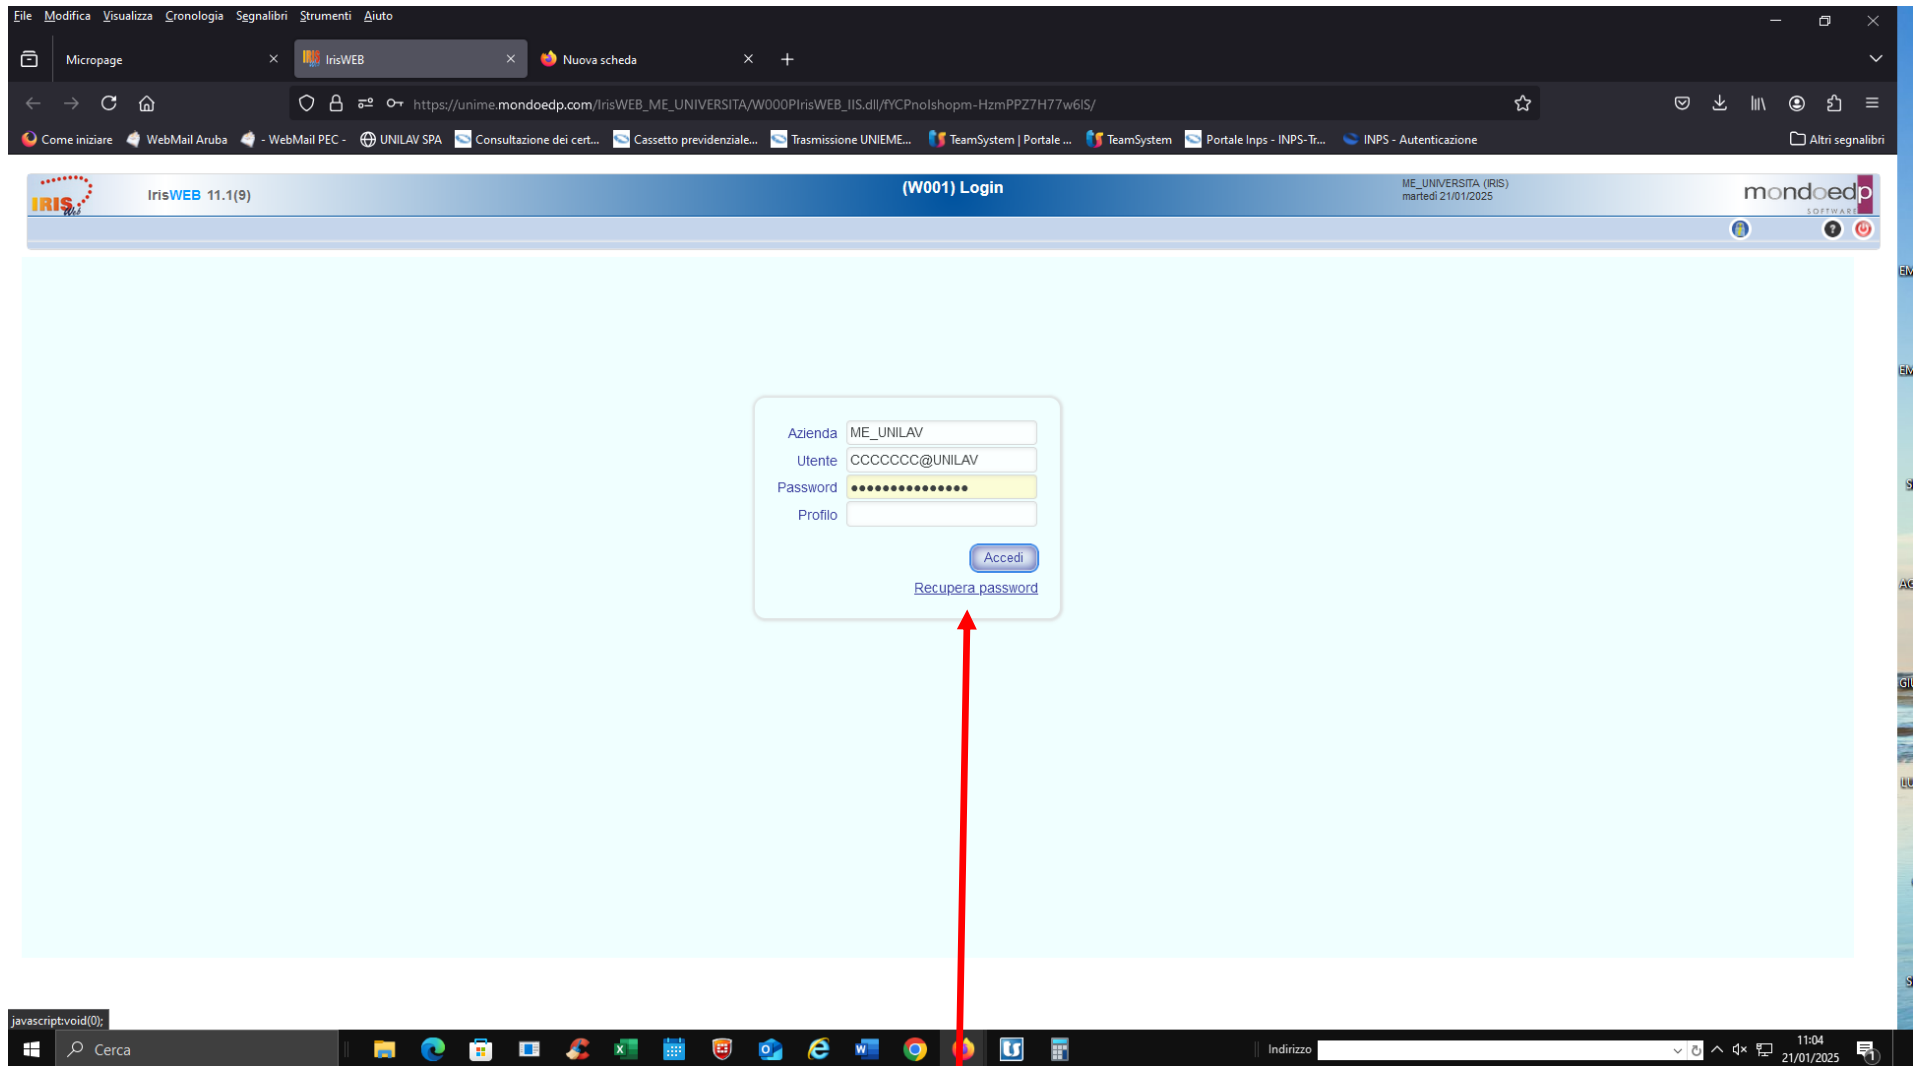 File Modifica Visualizza Cronologia Segnalibri Strumenti Aiuto
Micropage IrisWEB Nuova scheda
https://unime.mondoedp.com/IrisWEB_ME_UNIVERSITA/W000PIrisWEB_IIS.dll/fYCPnoIshopm-HzmPPZ7H77w6IS/
Come iniziare WebMail Aruba - WebMail PEC - UNILAV SPA Consultazione dei cert... Cassetto previdenziale... Trasmissione UNIEME... TeamSystem | Portale ... TeamSystem Portale Inps - INPS-Tr... INPS - Autenticazione Altri segnalibri
IRIS Web IrisWEB 11.1(9) (W001) Login ME_UNIVERSITA (IRIS) mondoedp
martedì 21/01/2025 SOFTWARE
Azienda ME_UNILAV
Utente CCCCCCC@UNILAV
Password •••••••••••••••
Profilo
Accedi
Recupera password
javascript:void(0);
Cerca Indirizzo 11:04
21/01/2025